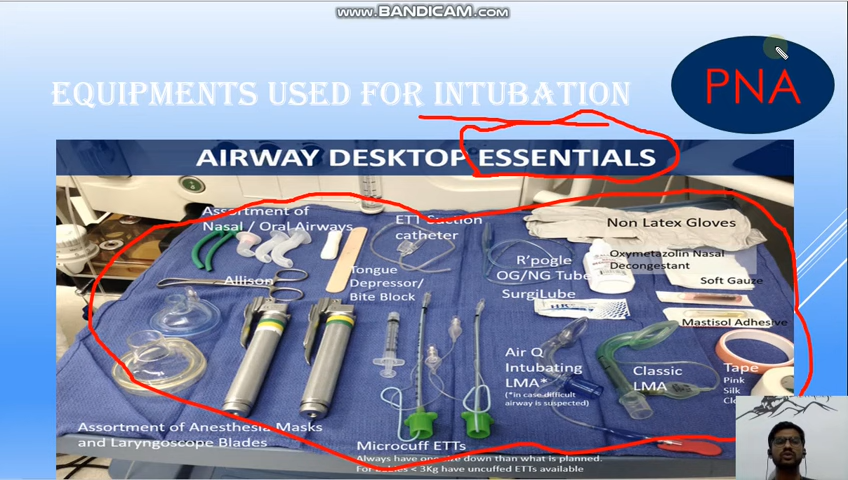 WWW.BANDICAM.COM
PNA
EQUIPMENTS USED FOR INTUBATION
AIRWAY DESKTOP ESSENTIALS
Assortment of
Nasal / Oral Airways
ETT Suction
catheter
Non Latex Gloves
R'pogle
OG/NG Tube
Oxymetazolin Nasal
Decongestant
Allison
Tongue
Depressor/
Bite Block
SurgiLube
Soft Gauze
Mastisol Adhesive
Air Q
Intubating
LMA*
(*in case difficult
airway is suspected)
Classic
LMA
Tape
Pink
Silk
Assortment of Anesthesia Masks
and Laryngoscope Blades
Microcuff ETTs
Always have one size down than what is planned.
For babies < 3Kg have uncuffed ETTs available